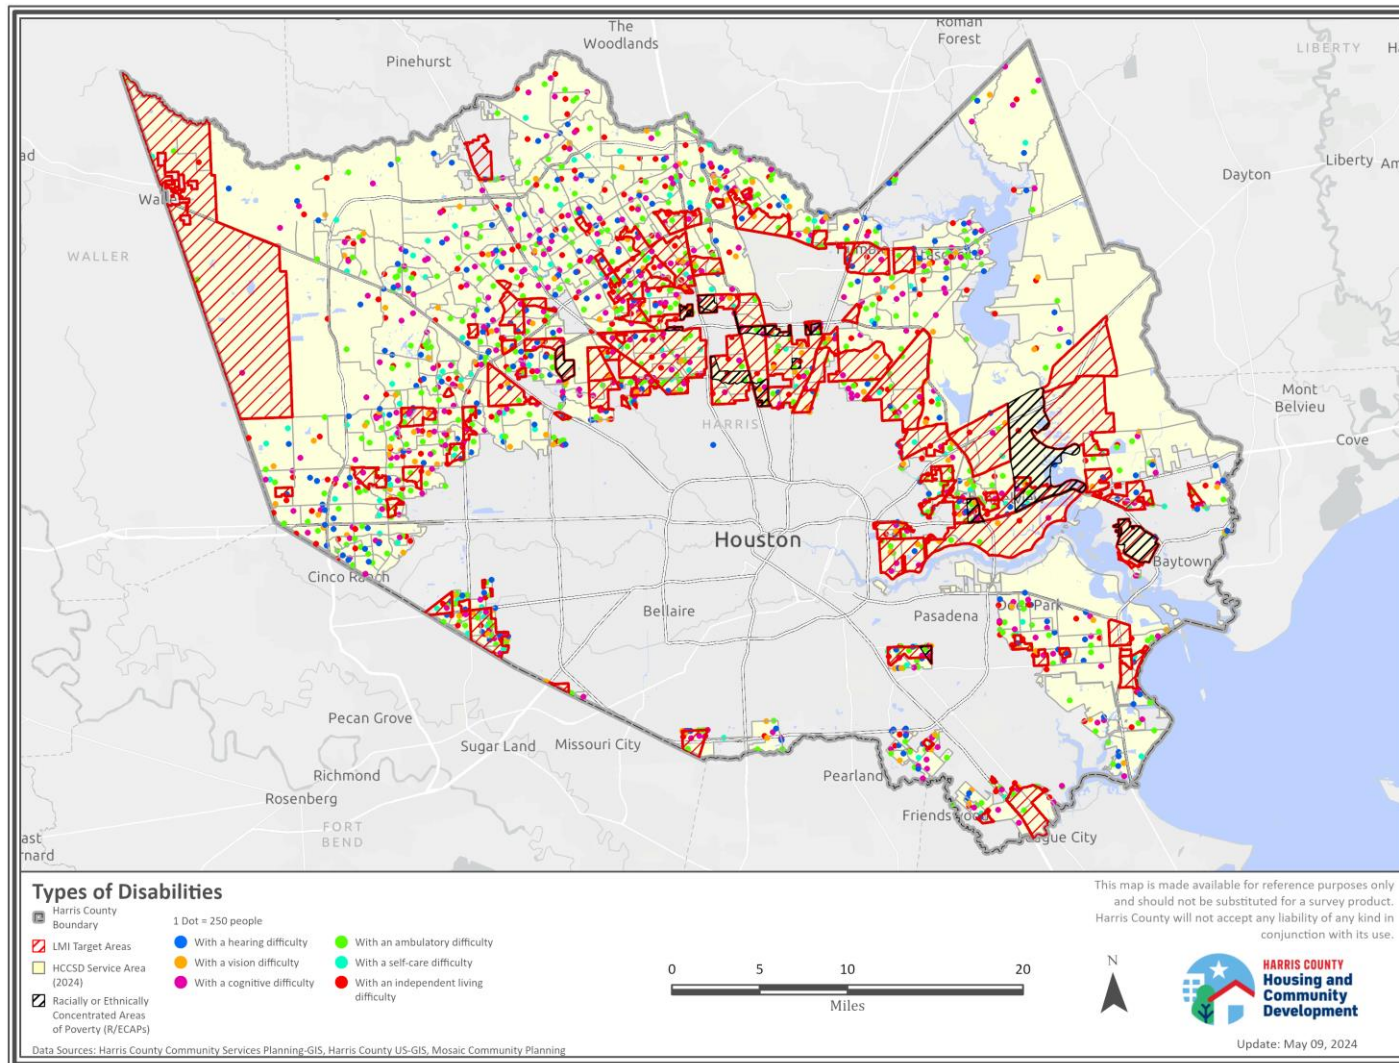 The
Woodlands
Roman
Forest
Pinehurst
LIBERTY
Liberty
Dayton
WALLER
Mont
Belvieu
Cove
HARRIS
Houston
Cinco Ranch
Baytown
Bellaire
Pasadena
Deer Park
Pecan Grove
Sugar Land
Missouri City
Pearland
Richmond
Rosenberg
Friendswood
League City
FORT
BEND
Types of Disabilities
Harris County
Boundary
LMI Target Areas
HCCSD Service Area
(2024)
Racially or Ethnically
Concentrated Areas
of Poverty (R/ECAPs)
1 Dot = 250 people
With a hearing difficulty
With a vision difficulty
With a cognitive difficulty
With an ambulatory difficulty
With a self-care difficulty
With an independent living
difficulty
0 5 10 20
Miles
N
This map is made available for reference purposes only
and should not be substituted for a survey product.
Harris County will not accept any liability of any kind in
conjunction with its use.
HARRIS COUNTY
Housing and
Community
Development
Update: May 09, 2024
Data Sources: Harris County Community Services Planning-GIS, Harris County US-GIS, Mosaic Community Planning